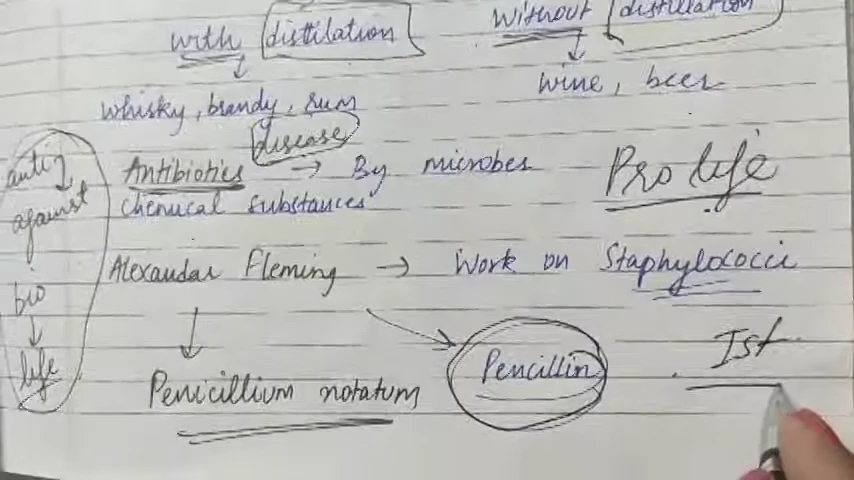 with distillation without distillation
whisky, brandy, rum wine, beer
disease
anti Antibiotics → By microbes Pro life
against chemical substances
Alexandar Fleming → Work on Staphylococci
bio
life
Penicillium notatum Pencillin Ist